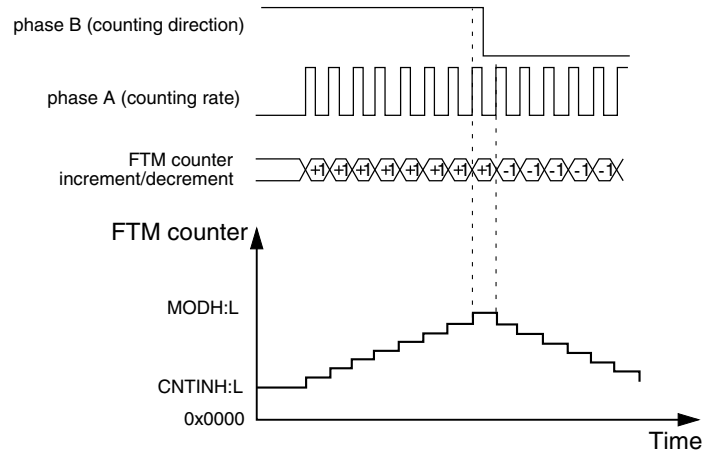 phase B (counting direction)
phase A (counting rate)
FTM counter
increment/decrement
+1 +1 +1 +1 +1 +1 +1 +1 -1 -1 -1 -1 -1
FTM counter
MODH:L
CNTINH:L
0x0000
Time